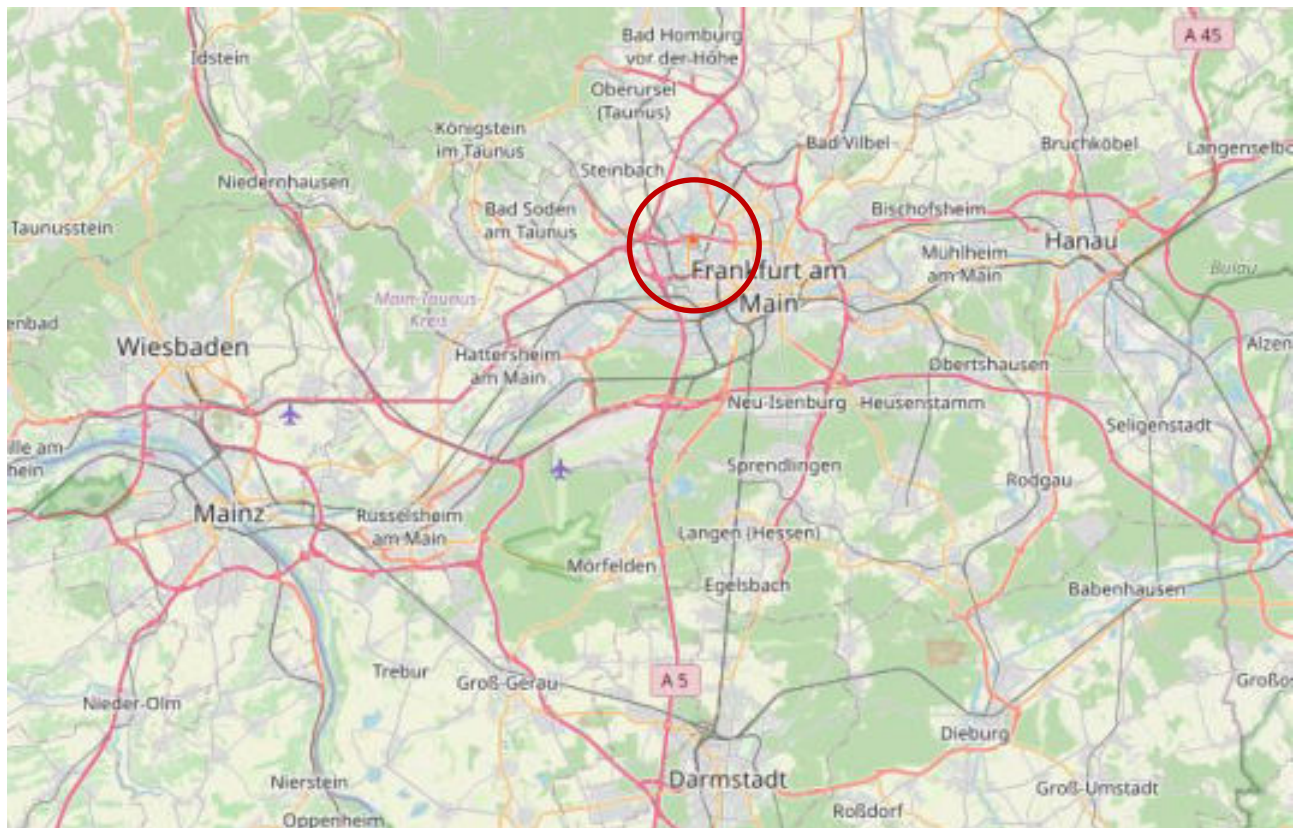 Bad Homburg
vor der Höhe
A 45
Idstein
Oberursel
(Taunus)
Königstein
im Taunus
Bad Vilbel
Bruchköbel
Langenselbo
Steinbach
Niedernhausen
Bad Soden
am Taunus
Bischofsheim
Taunusstein
Hanau
Mühlheim
am Main
Frankfurt am
Main
Bulau
Main-Taunus-
Kreis
enbad
Wiesbaden
Hattersheim
am Main
Obertshausen
Alzen
Neu-Isenburg
Heusenstamm
Seligenstadt
lle am
hein
Sprendlingen
Rodgau
Mainz
Rüsselsheim
am Main
Langen (Hessen)
Mörfelden
Egelsbach
Babenhausen
Trebur
Groß-Gerau
A 5
Großo
Nieder-Olm
Dieburg
Nierstein
Darmstadt
Groß-Umstadt
Roßdorf
Oppenheim